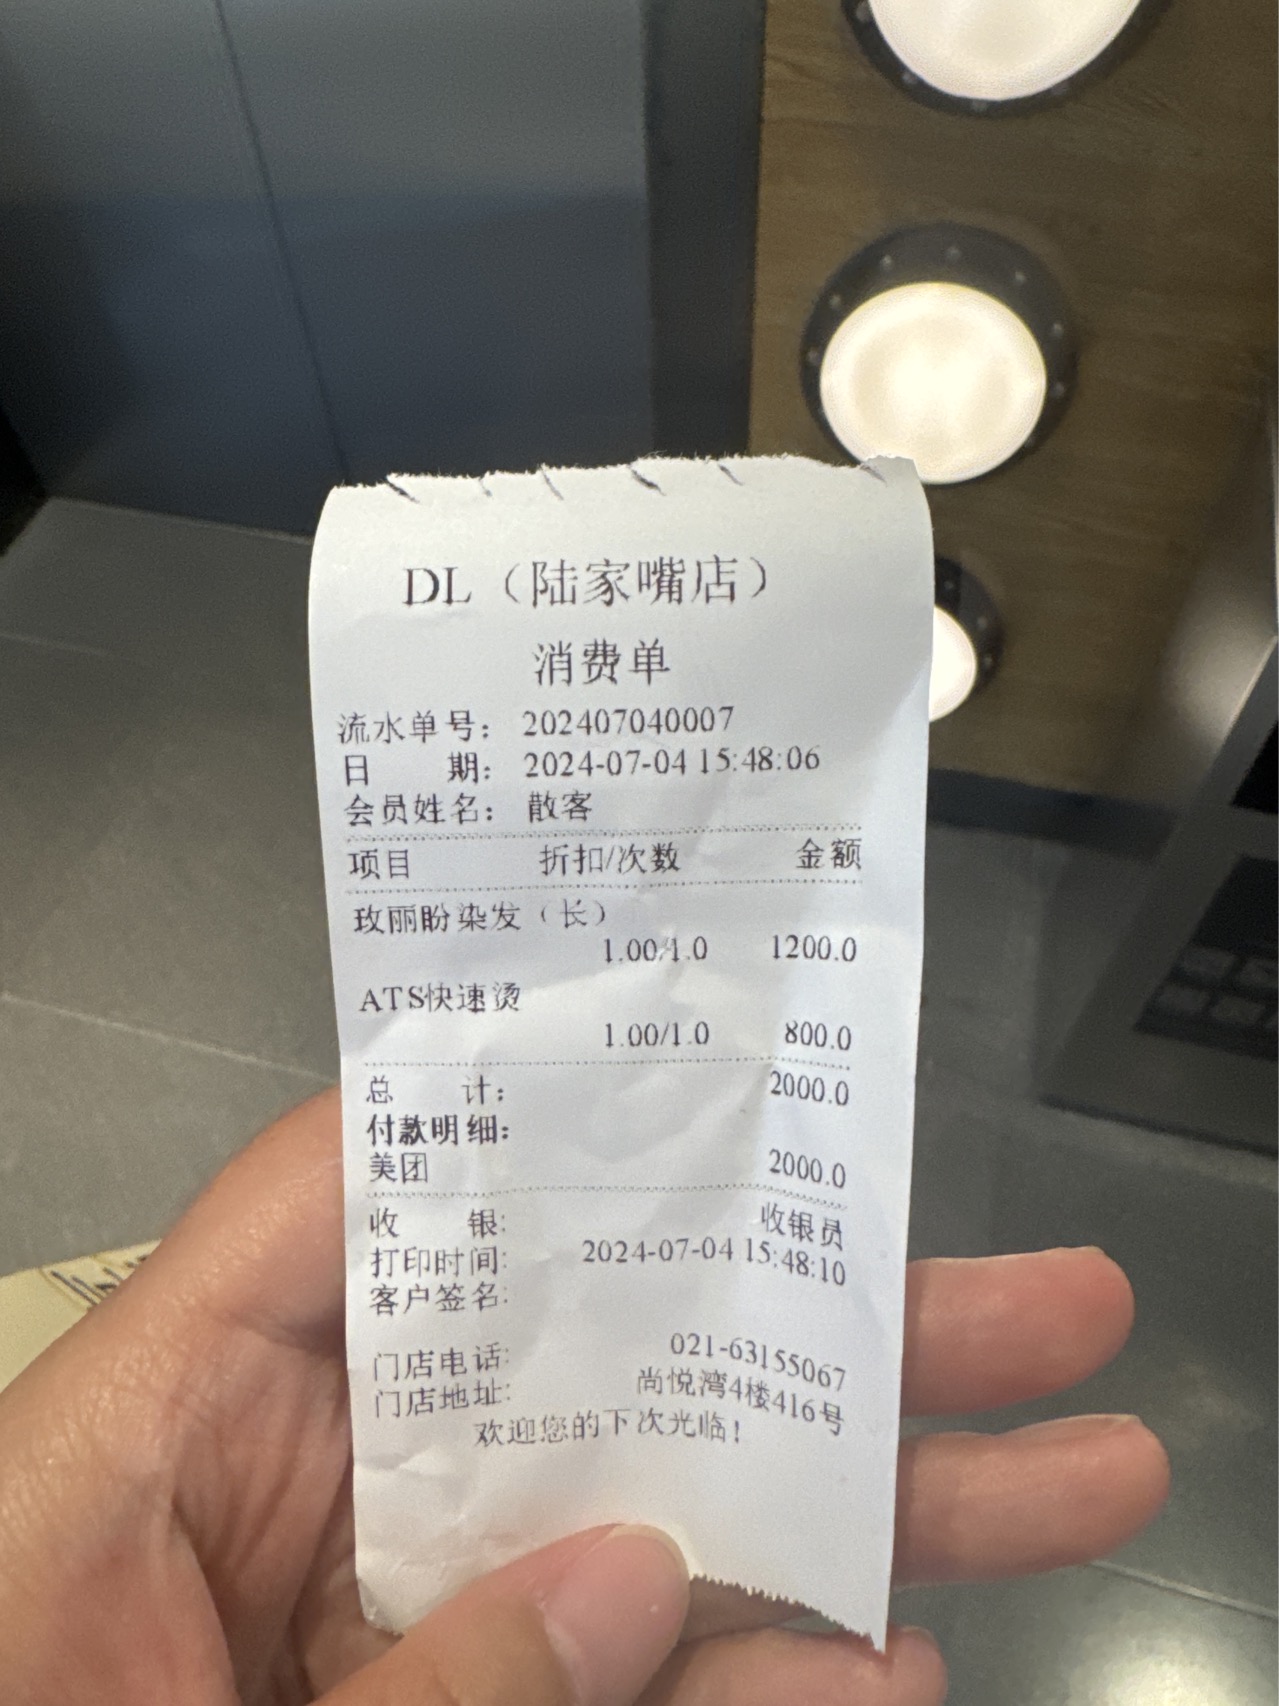 DL（陆家嘴店）
消费单
流水单号： 202407040007
日 期： 2024-07-04 15:48:06
会员姓名： 散客
项目 折扣/次数 金额
玫丽盼染发（长）
1.00/1.0 1200.0
ATS快速烫
1.00/1.0 800.0
总 计： 2000.0
付款明细：
美团 2000.0
收 银： 收银员
打印时间： 2024-07-04 15:48:10
客户签名：
门店电话： 021-63155067
门店地址： 尚悦湾4楼416号
欢迎您的下次光临！